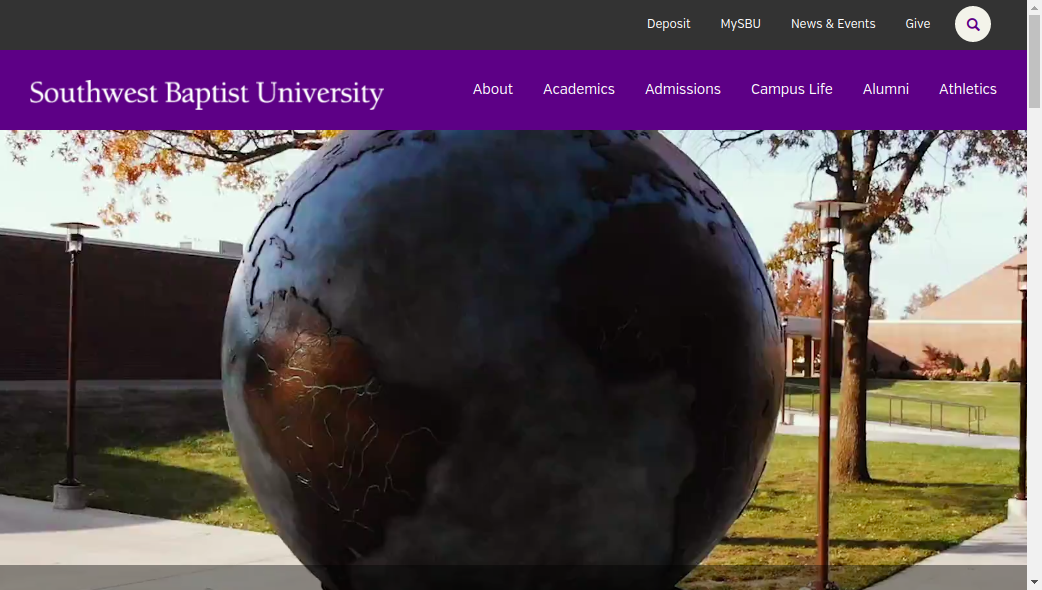 Deposit MySBU News & Events Give
Southwest Baptist University
About Academics Admissions Campus Life Alumni Athletics